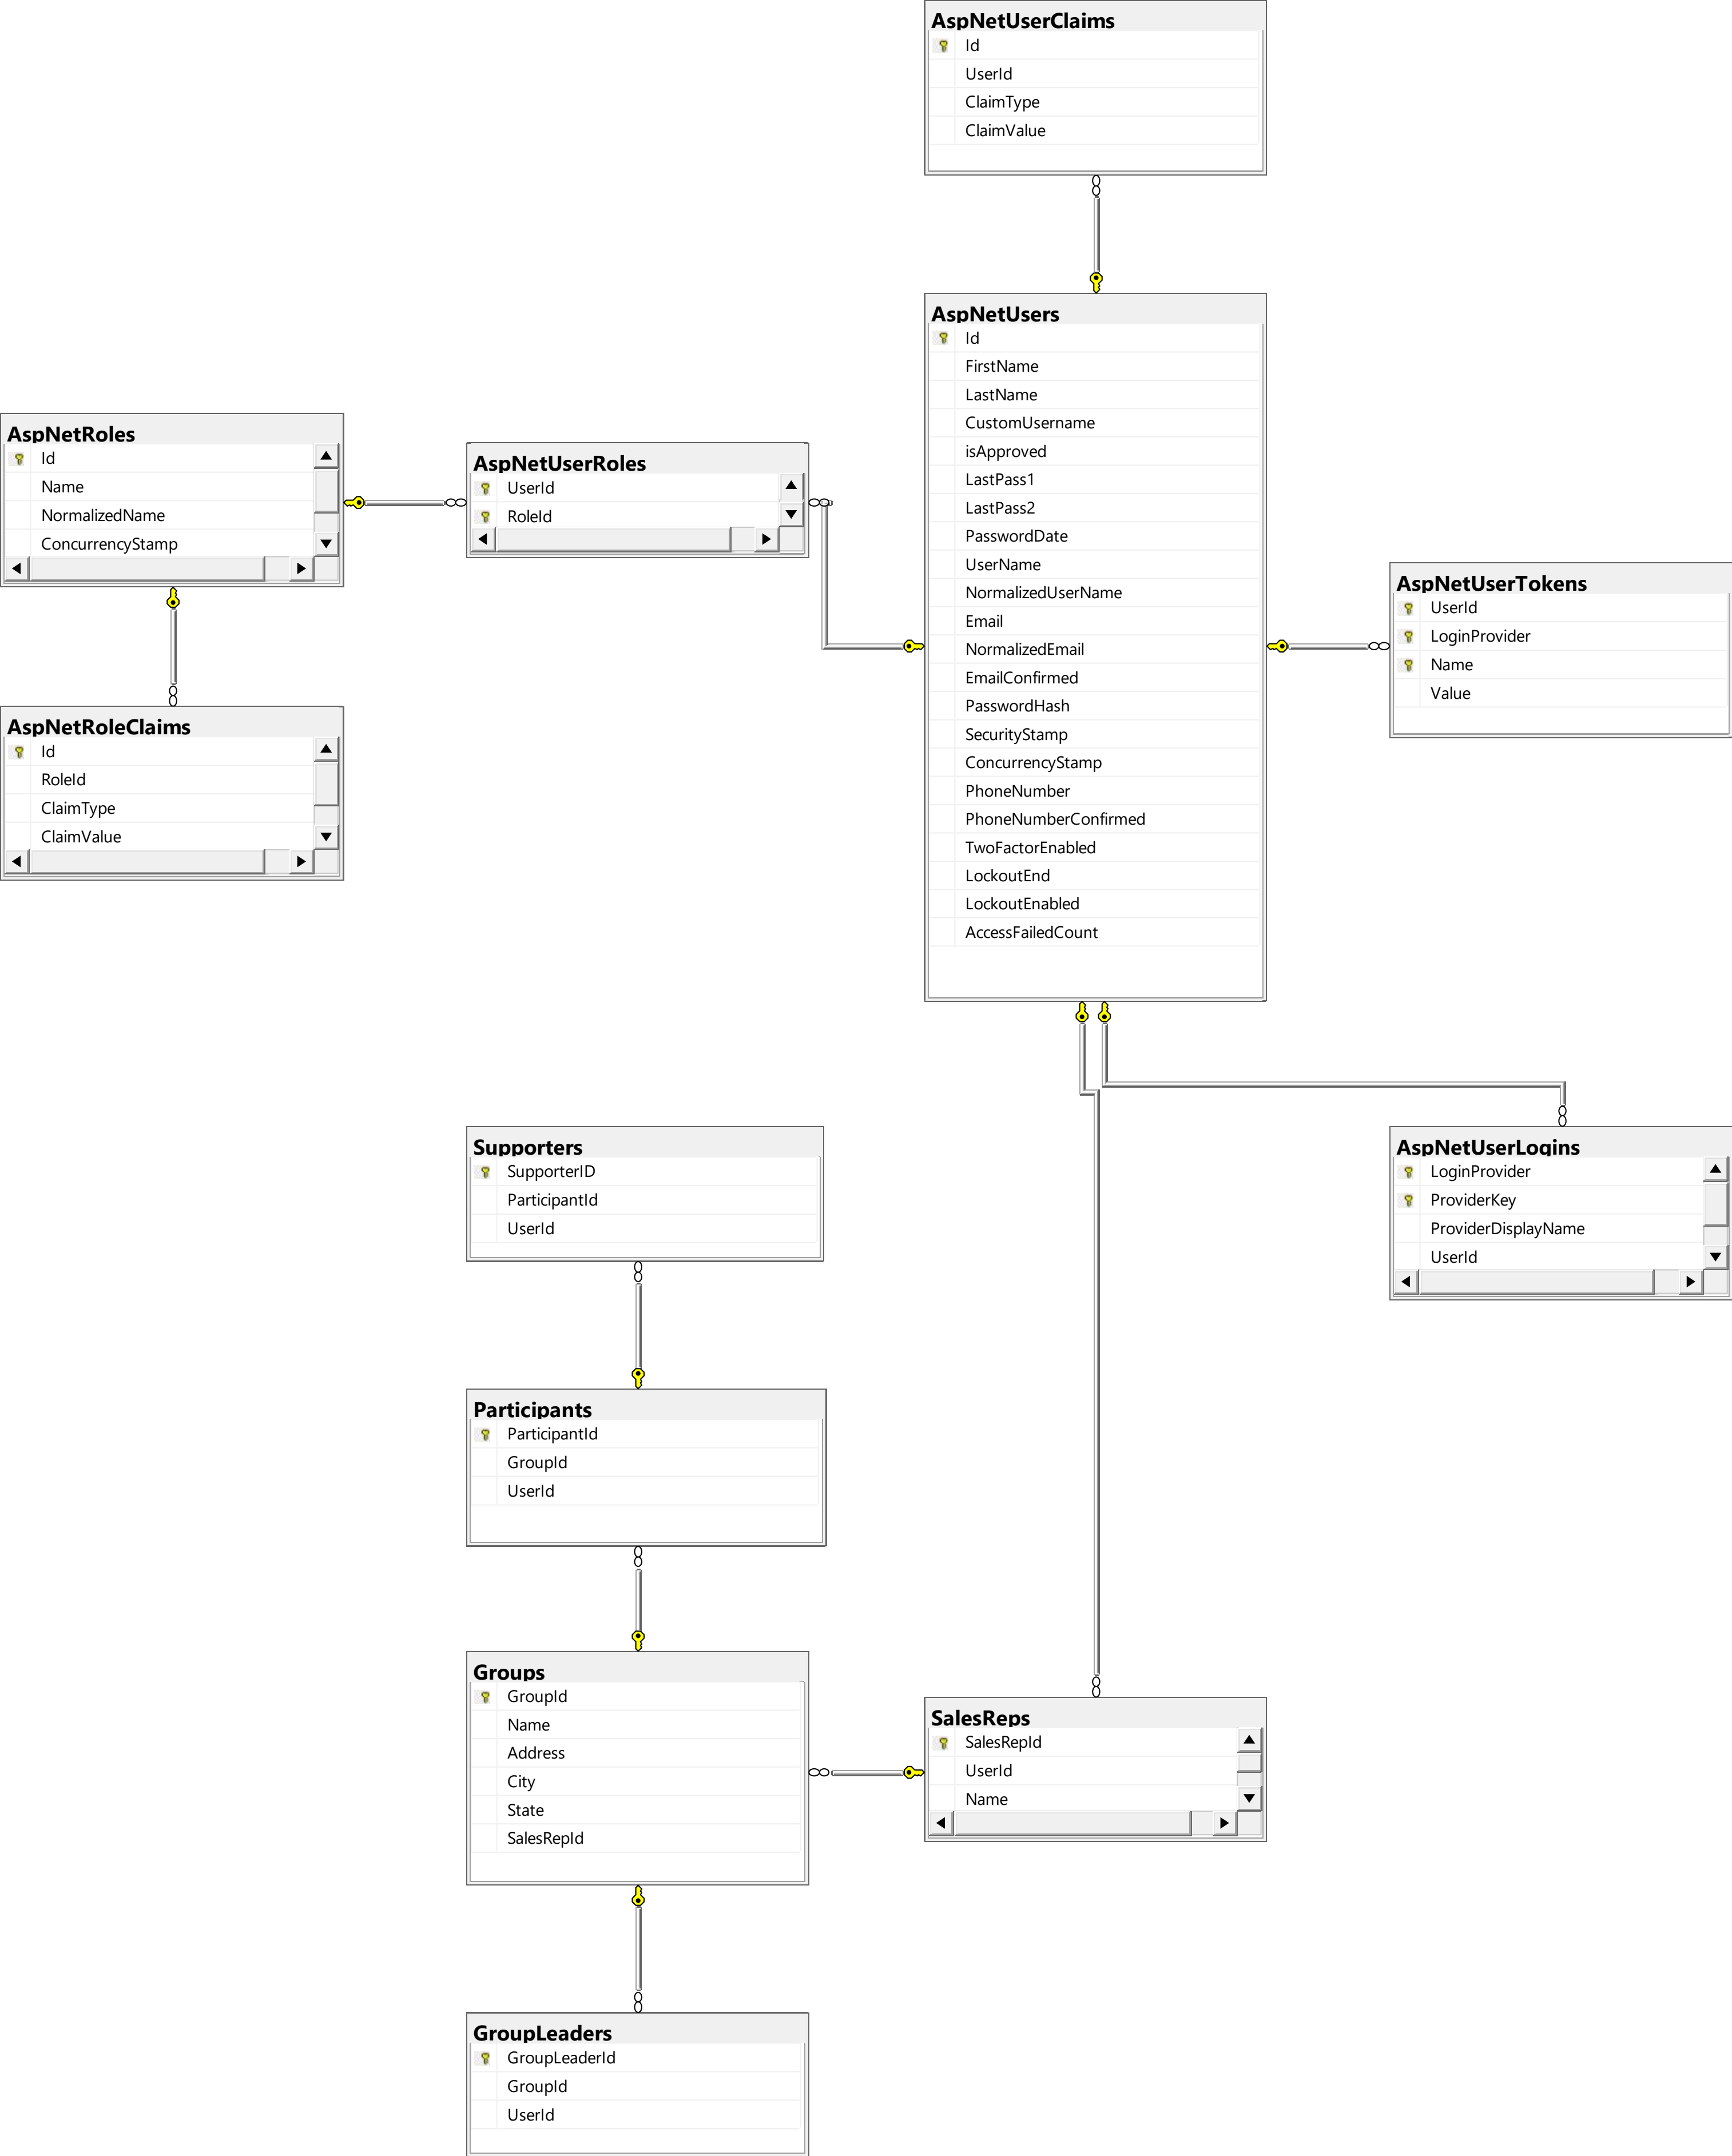 AspNetUserClaims
Id
UserId
ClaimType
ClaimValue
AspNetUsers
Id
FirstName
LastName
CustomUsername
isApproved
LastPass1
LastPass2
PasswordDate
UserName
NormalizedUserName
Email
NormalizedEmail
EmailConfirmed
PasswordHash
SecurityStamp
ConcurrencyStamp
PhoneNumber
PhoneNumberConfirmed
TwoFactorEnabled
LockoutEnd
LockoutEnabled
AccessFailedCount
AspNetRoles
Id
Name
NormalizedName
ConcurrencyStamp
AspNetUserRoles
UserId
RoleId
AspNetUserTokens
UserId
LoginProvider
Name
Value
AspNetRoleClaims
Id
RoleId
ClaimType
ClaimValue
Supporters
SupporterID
ParticipantId
UserId
AspNetUserLogins
LoginProvider
ProviderKey
ProviderDisplayName
UserId
Participants
ParticipantId
GroupId
UserId
Groups
GroupId
Name
Address
City
State
SalesRepId
SalesReps
SalesRepId
UserId
Name
GroupLeaders
GroupLeaderId
GroupId
UserId